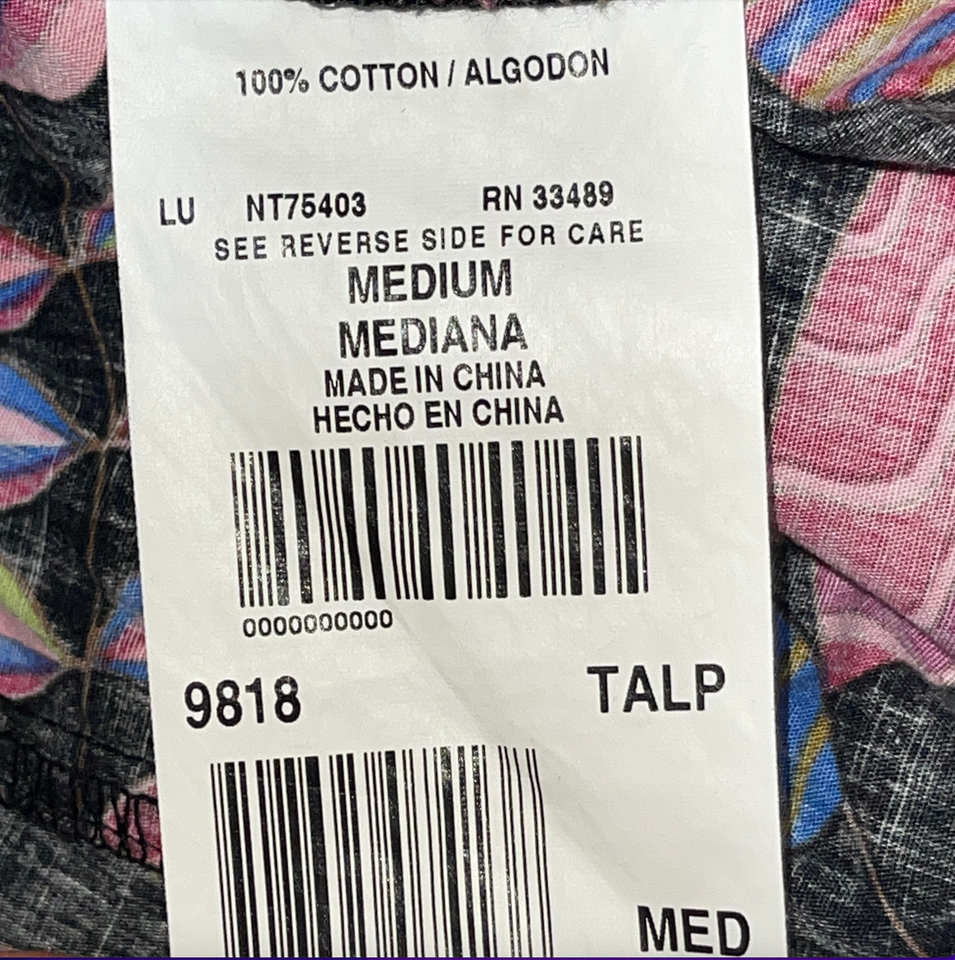 100% COTTON / ALGODON
LU NT75403 RN 33489
SEE REVERSE SIDE FOR CARE
MEDIUM
MEDIANA
MADE IN CHINA
HECHO EN CHINA
0000000000
9818 TALP
MED